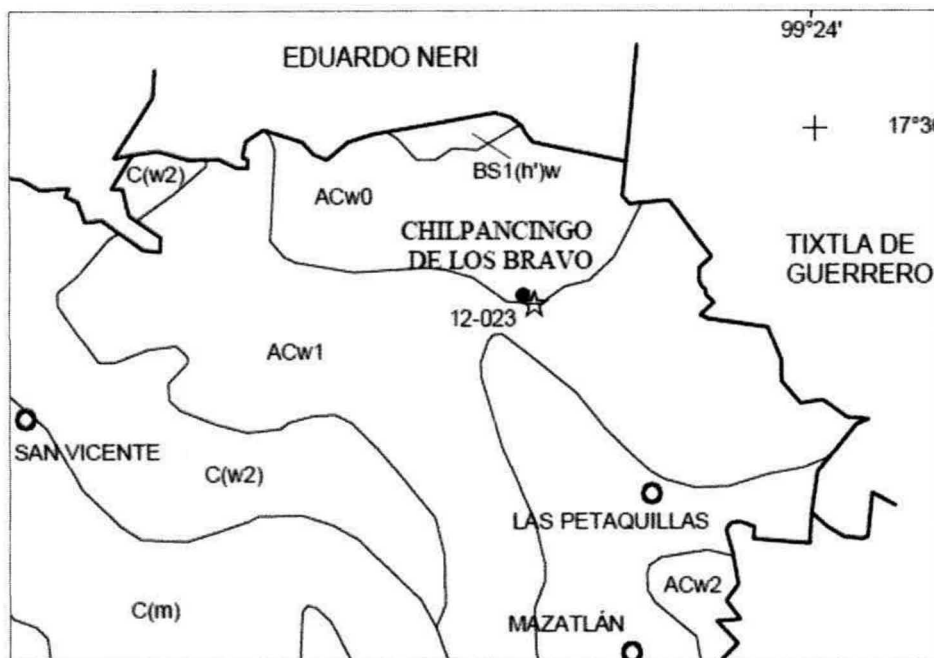 99°24'
EDUARDO NERI
17°30
BS1(h')w
C(w2)
ACw0
CHILPANCINGO
DE LOS BRAVO
TIXTLA DE
GUERRERO
12-023
ACw1
SAN VICENTE
C(w2)
LAS PETAQUILLAS
ACw2
C(m)
MAZATLÁN